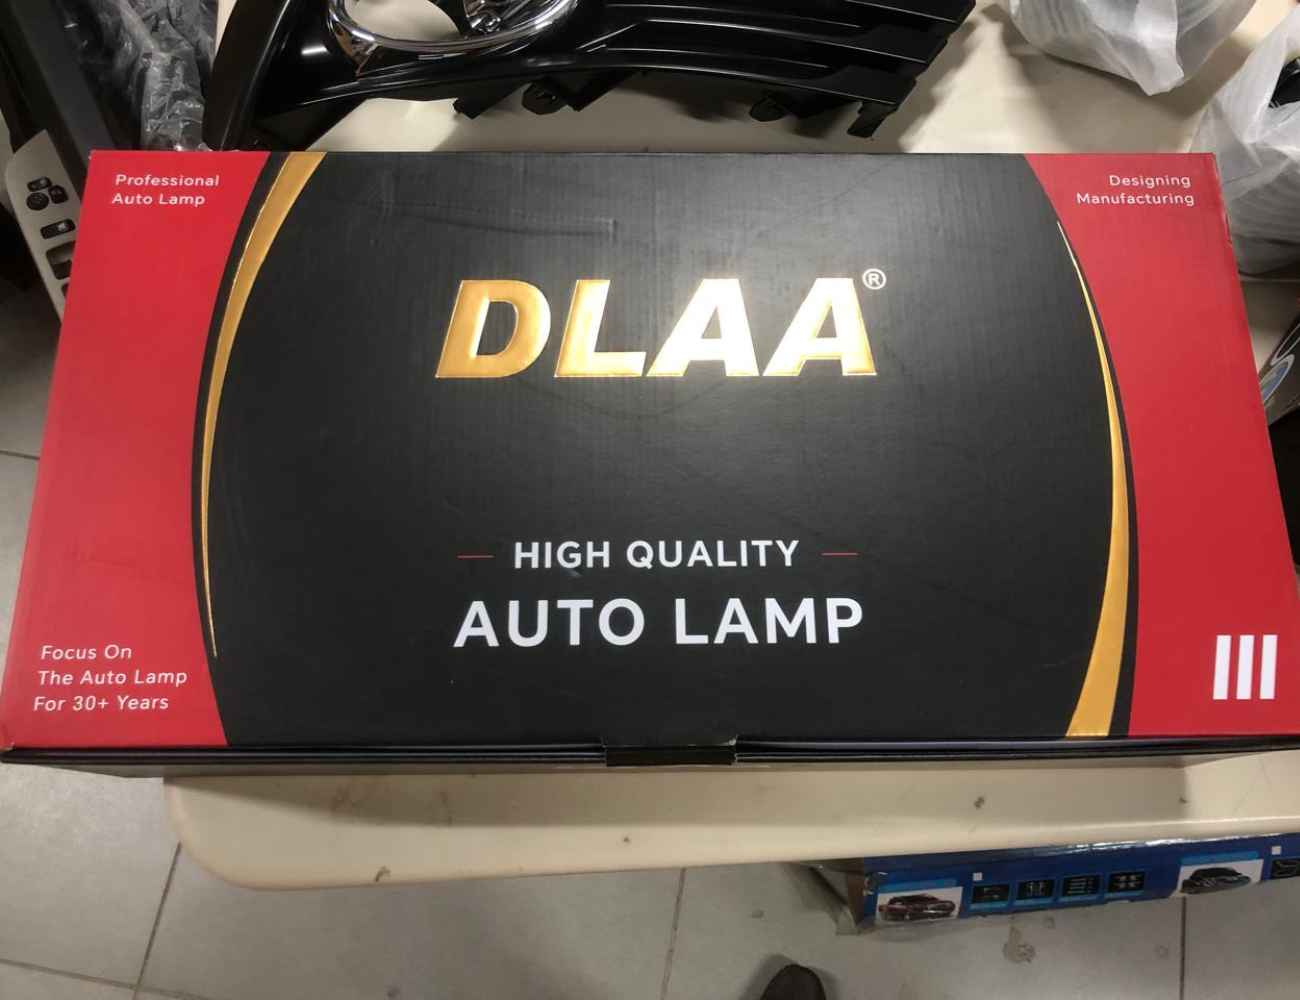 Professional
Auto Lamp
Designing
Manufacturing
DLAA®
HIGH QUALITY
AUTO LAMP
Focus On
The Auto Lamp
For 30+ Years